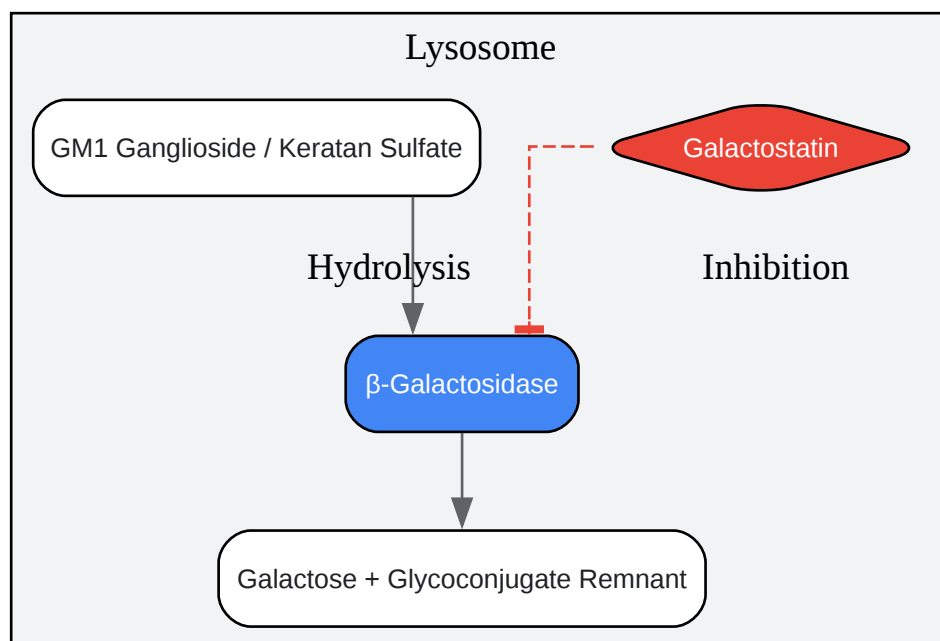 Lysosome
GM1 Ganglioside / Keratan Sulfate
Galactostatin
Hydrolysis
Inhibition
β-Galactosidase
Galactose + Glycoconjugate Remnant